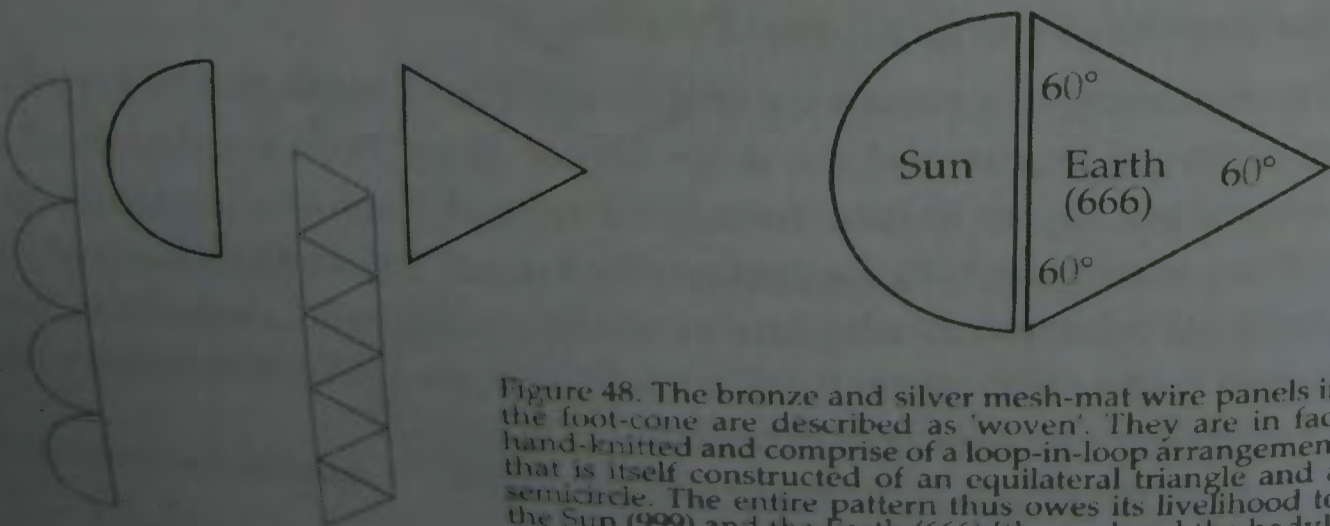 60°
Sun
Earth
60°
(666)
60°
Figure 48. The bronze and silver mesh-mat wire panels i
the foot-cone are described as 'woven'. They are in fac
hand-knitted and comprise of a loop-in-loop arrangement
that is itself constructed of an equilateral triangle and
semicircle. The entire pattern thus owes its livelihood to
the Sun (999) and the Earth (666)